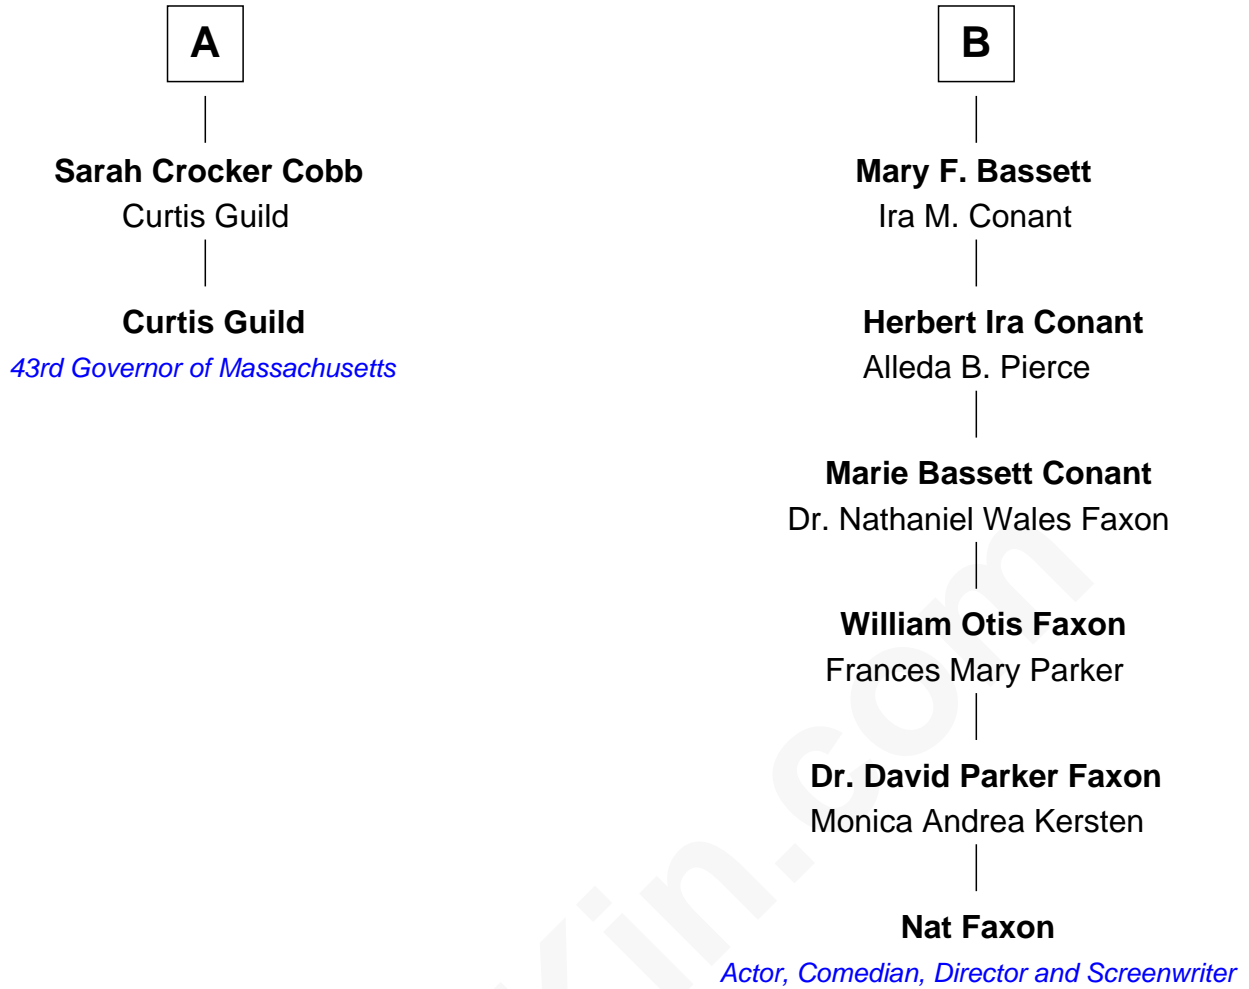 A
Sarah Crocker Cobb
Curtis Guild
Curtis Guild
43rd Governor of Massachusetts
B
Mary F. Bassett
Ira M. Conant
Herbert Ira Conant
Alleda B. Pierce
Marie Bassett Conant
Dr. Nathaniel Wales Faxon
William Otis Faxon
Frances Mary Parker
Dr. David Parker Faxon
Monica Andrea Kersten
Nat Faxon
Actor, Comedian, Director and Screenwriter
Kin.com